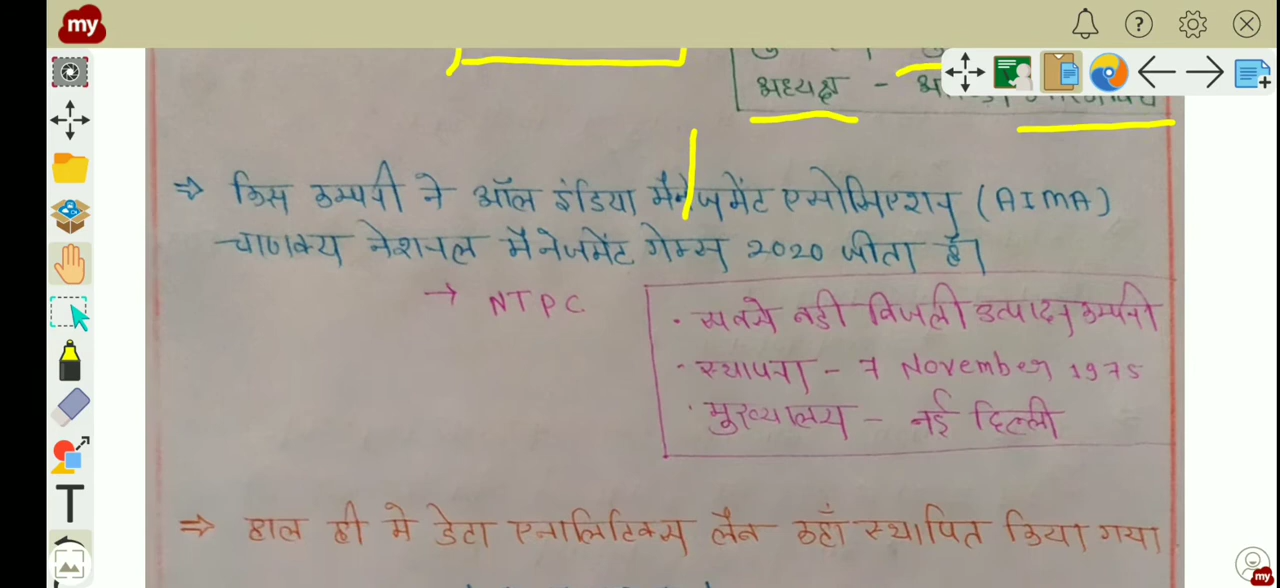 my
?
अध्यक्ष -
⇒ किस कम्पनी ने ऑल इंडिया मैनेजमेंट एसोसिएशन (AIMA)
चाणक्य नेशनल मैनेजमेंट गेम्स 2020 जीता है।
→ NTPC
· सबसे बडी बिजली उत्पादन कम्पनी
· स्थापना - 7 November 1975
· मुख्यालय - नई दिल्ली
⇒ हाल ही मे डेटा एनालिटिक्स लैब कहाँ स्थापित किया गया
T
my